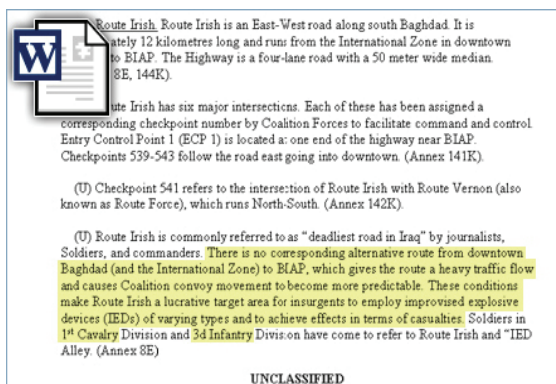 Route Irish. Route Irish is an East-West road along south Baghdad. It is
ately 12 kilometres long and runs from the International Zone in downtown
to BIAP. The Highway is a four-lane road with a 50 meter wide median.
8E, 144K).
ute Irish has six major intersections. Each of these has been assigned a
corresponding checkpoint number by Coalition Forces to facilitate command and control.
Entry Control Point 1 (ECP 1) is located at one end of the highway near BIAP.
Checkpoints 539-543 follow the road east going into downtown. (Annex 141K).
(U) Checkpoint 541 refers to the intersection of Route Irish with Route Vernon (also
known as Route Force), which runs North-South. (Annex 142K).
(U) Route Irish is commonly referred to as “deadliest road in Iraq” by journalists,
Soldiers, and commanders. There is no corresponding alternative route from downtown
Baghdad (and the International Zone) to BIAP, which gives the route a heavy traffic flow
and causes Coalition convoy movement to become more predictable. These conditions
make Route Irish a lucrative target area for insurgents to employ improvised explosive
devices (IEDs) of varying types and to achieve effects in terms of casualties. Soldiers in
1st Cavalry Division and 3d Infantry Division have come to refer to Route Irish and “IED
Alley. (Annex 8E)
UNCLASSIFIED
W